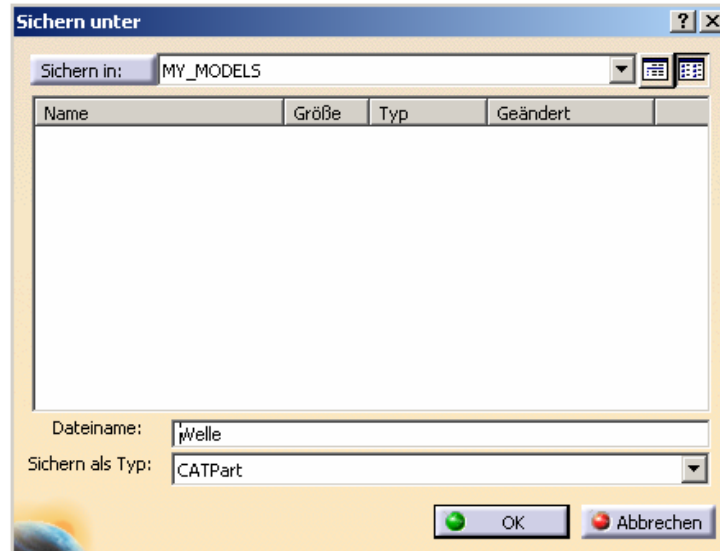 Sichern unter
Sichern in: MY_MODELS
Name Größe Typ Geändert
Dateiname: Welle
Sichern als Typ: CATPart
OK Abbrechen